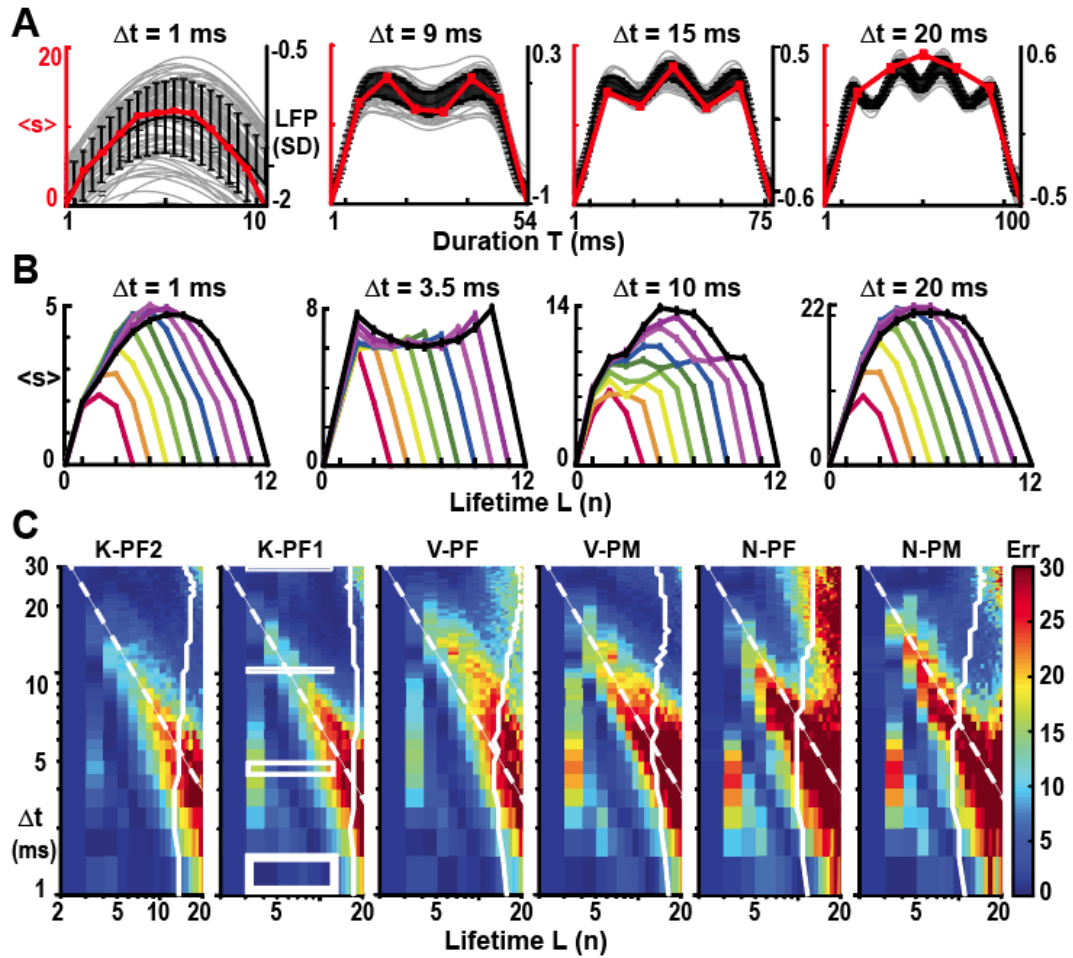 A
Δt = 1 ms Δt = 9 ms Δt = 15 ms Δt = 20 ms
20 -0.5 0.3 0.5 0.6
<s> LFP (SD)
0 -2 -1 -0.6 -0.5
1 10 1 54 1 75 1 100
Duration T (ms)
B
Δt = 1 ms Δt = 3.5 ms Δt = 10 ms Δt = 20 ms
5 8 14 22
<s> 2 4 12
0 0 0 0
0 12 0 12 0 12 0 12
Lifetime L (n)
C
K-PF2 K-PF1 V-PF V-PM N-PF N-PM Err
30 30
20 25
20
10 15
5 10
Δt (ms) 5
1 0
2 5 10 20 5 20 5 20 5 20 5 20 5 20
Lifetime L (n)